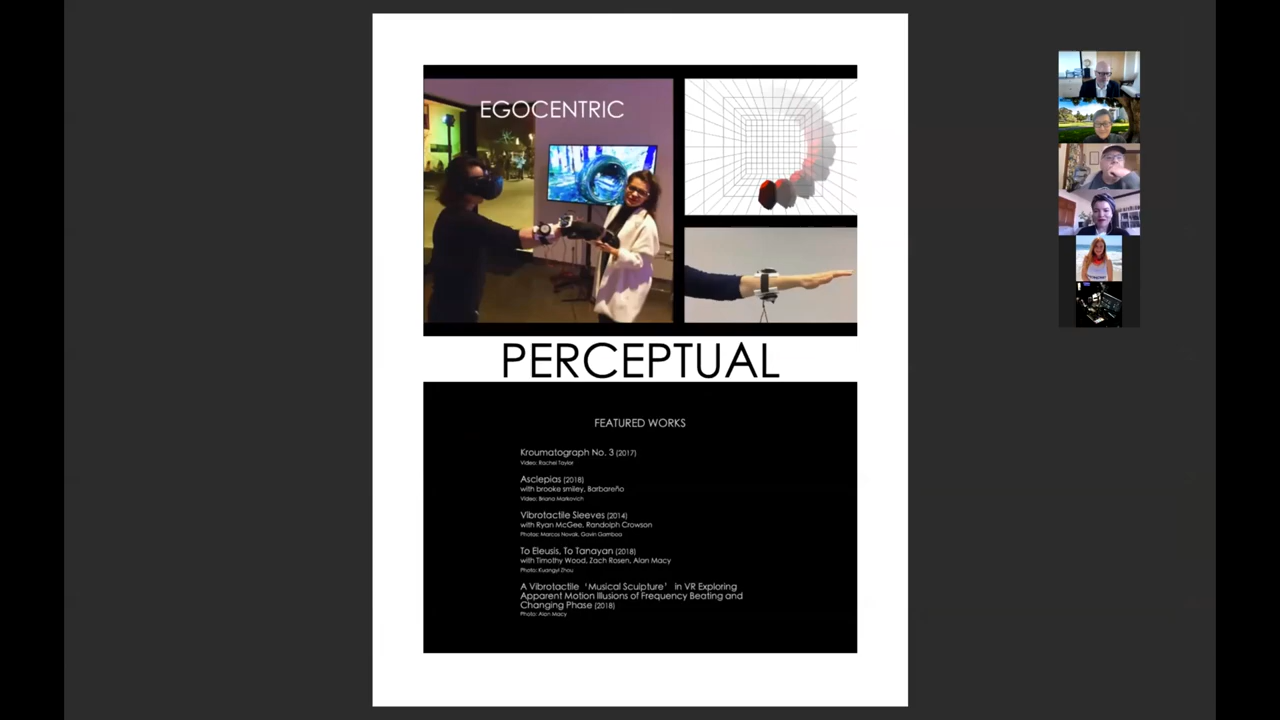 EGOCENTRIC
PERCEPTUAL
FEATURED WORKS
Kroumatograph No. 3 (2017)
Video: Rachel Taylor
Asclepias (2018)
with brooke smiley, Barbareño
Video: Briana Markovich
Vibrotactile Sleeves (2014)
with Ryan McGee, Randolph Crowson
Photos: Marcos Novak, Gavin Gamboa
To Eleusis, To Tanayan (2018)
with Timothy Wood, Zach Rosen, Alan Macy
Photo: Kuangyi Zhou
A Vibrotactile ‘Musical Sculpture’ in VR Exploring
Apparent Motion Illusions of Frequency Beating and
Changing Phase (2018)
Photo: Alan Macy